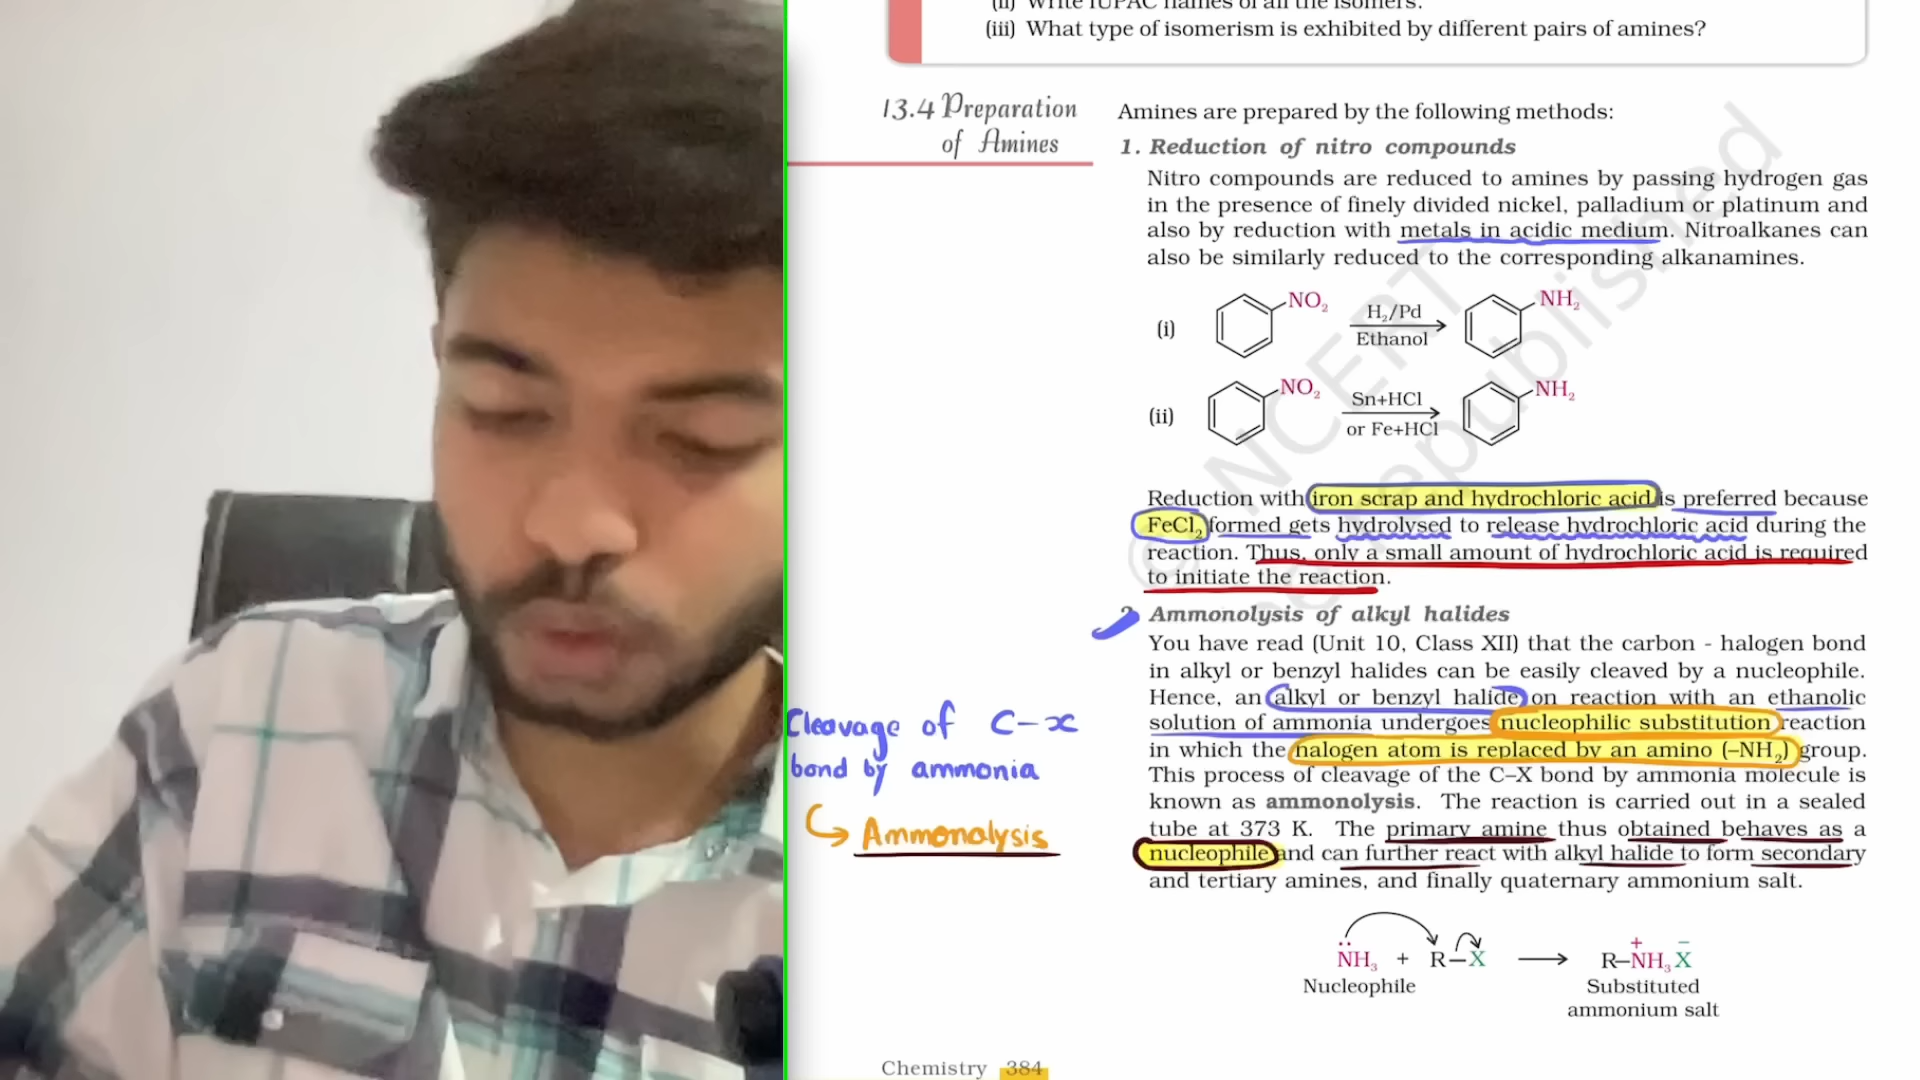 (ii) Write IUPAC names of all the isomers.
(iii) What type of isomerism is exhibited by different pairs of amines?
13.4 Preparation
of Amines
Amines are prepared by the following methods:
1. Reduction of nitro compounds
Nitro compounds are reduced to amines by passing hydrogen gas
in the presence of finely divided nickel, palladium or platinum and
also by reduction with metals in acidic medium. Nitroalkanes can
also be similarly reduced to the corresponding alkanamines.
(i) NO₂ H₂/Pd Ethanol NH₂
(ii) NO₂ Sn+HCl or Fe+HCl NH₂
Reduction with iron scrap and hydrochloric acid is preferred because
FeCl₂ formed gets hydrolysed to release hydrochloric acid during the
reaction. Thus, only a small amount of hydrochloric acid is required
to initiate the reaction.
Ammonolysis of alkyl halides
You have read (Unit 10, Class XII) that the carbon - halogen bond
in alkyl or benzyl halides can be easily cleaved by a nucleophile.
Hence, an alkyl or benzyl halide on reaction with an ethanolic
solution of ammonia undergoes nucleophilic substitution reaction
in which the halogen atom is replaced by an amino (–NH₂) group.
This process of cleavage of the C–X bond by ammonia molecule is
known as ammonolysis. The reaction is carried out in a sealed
tube at 373 K. The primary amine thus obtained behaves as a
nucleophile and can further react with alkyl halide to form secondary
and tertiary amines, and finally quaternary ammonium salt.
Cleavage of C-x
bond by ammonia
Ammonolysis
N̈H₃ + R–X → R–N⁺H₃ X⁻
Nucleophile Substituted
ammonium salt
Chemistry 384
© NCERT
republished